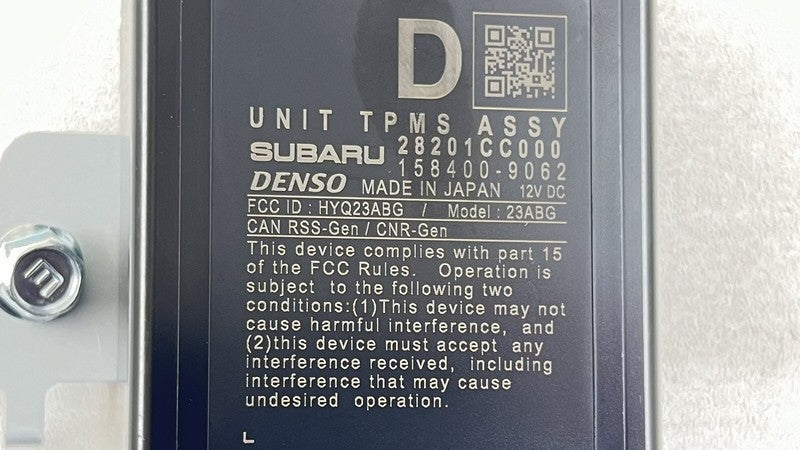 D
UNIT TPMS ASSY
SUBARU 28201CC000
158400-9062
DENSO MADE IN JAPAN 12V DC
FCC ID : HYQ23ABG / Model : 23ABG
CAN RSS-Gen / CNR-Gen
This device complies with part 15
of the FCC Rules. Operation is
subject to the following two
conditions:(1)This device may not
cause harmful interference, and
(2)this device must accept any
interference received, including
interference that may cause
undesired operation.
L